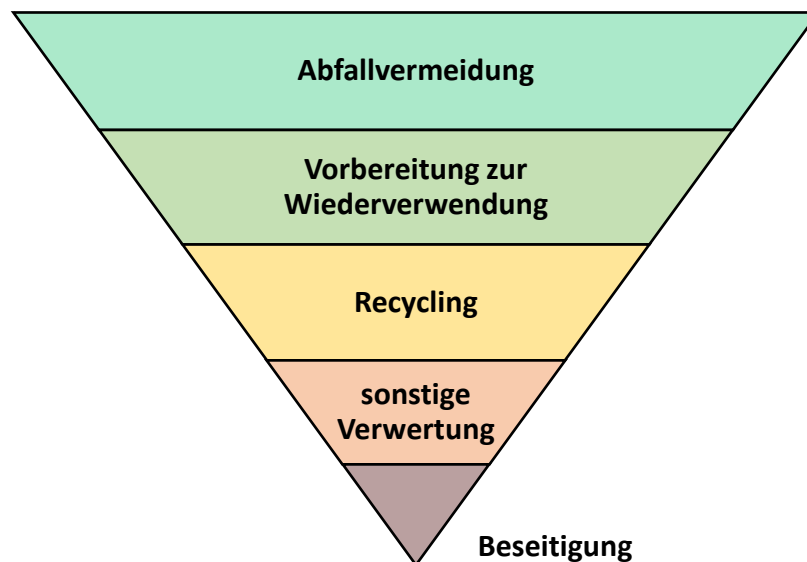 Abfallvermeidung
Vorbereitung zur
Wiederverwendung
Recycling
sonstige
Verwertung
Beseitigung